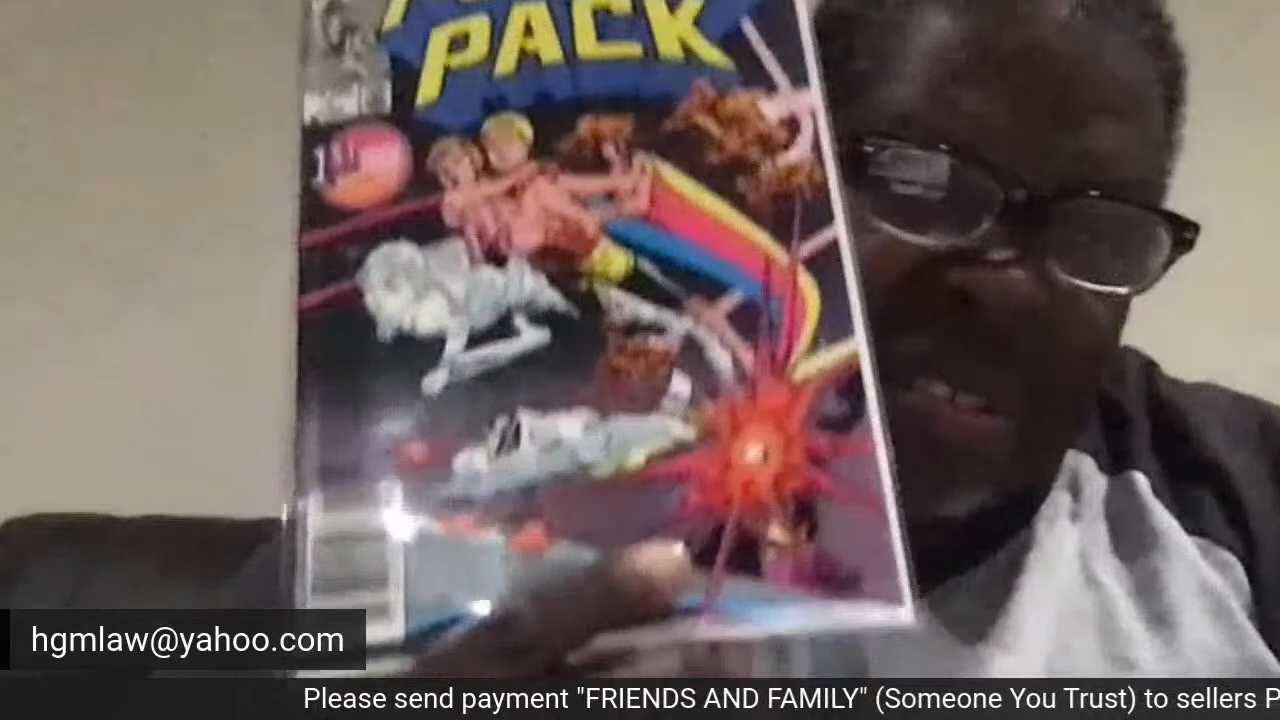 PACK
hgmlaw@yahoo.com
Please send payment "FRIENDS AND FAMILY" (Someone You Trust) to sellers P